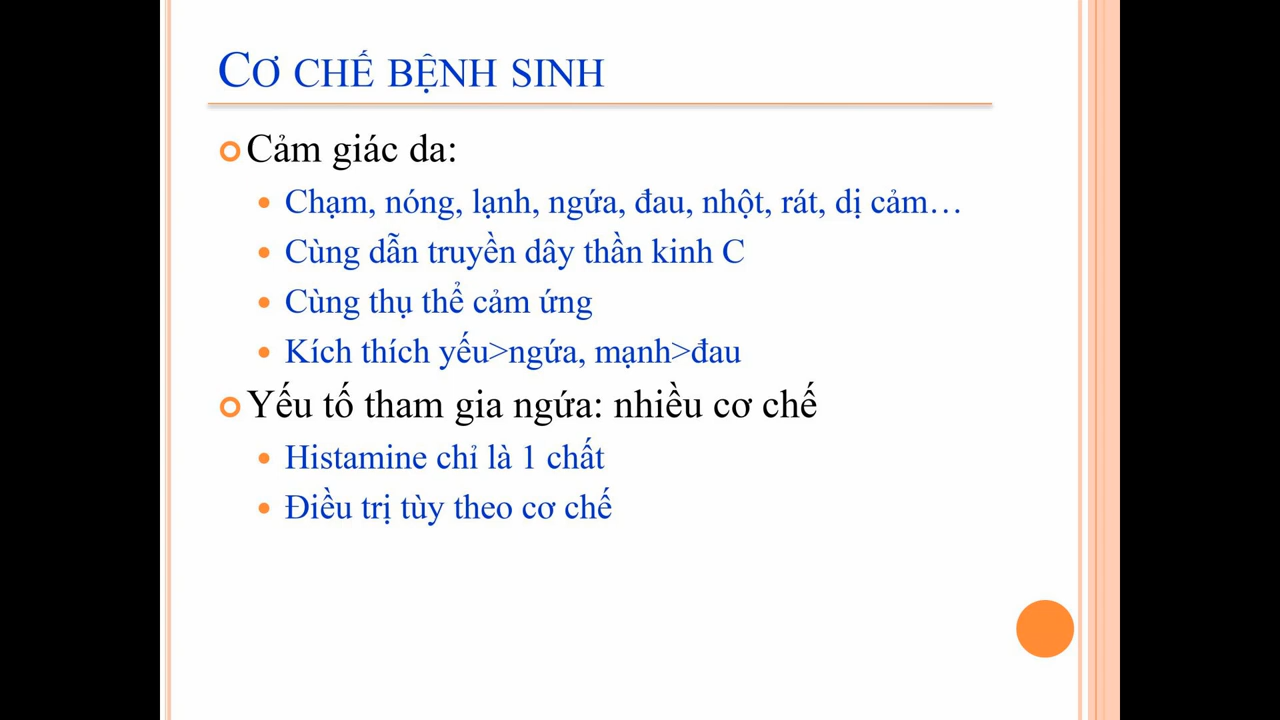 CƠ CHẾ BỆNH SINH
Cảm giác da:
Chạm, nóng, lạnh, ngứa, đau, nhột, rát, dị cảm…
Cùng dẫn truyền dây thần kinh C
Cùng thụ thể cảm ứng
Kích thích yếu>ngứa, mạnh>đau
Yếu tố tham gia ngứa: nhiều cơ chế
Histamine chỉ là 1 chất
Điều trị tùy theo cơ chế